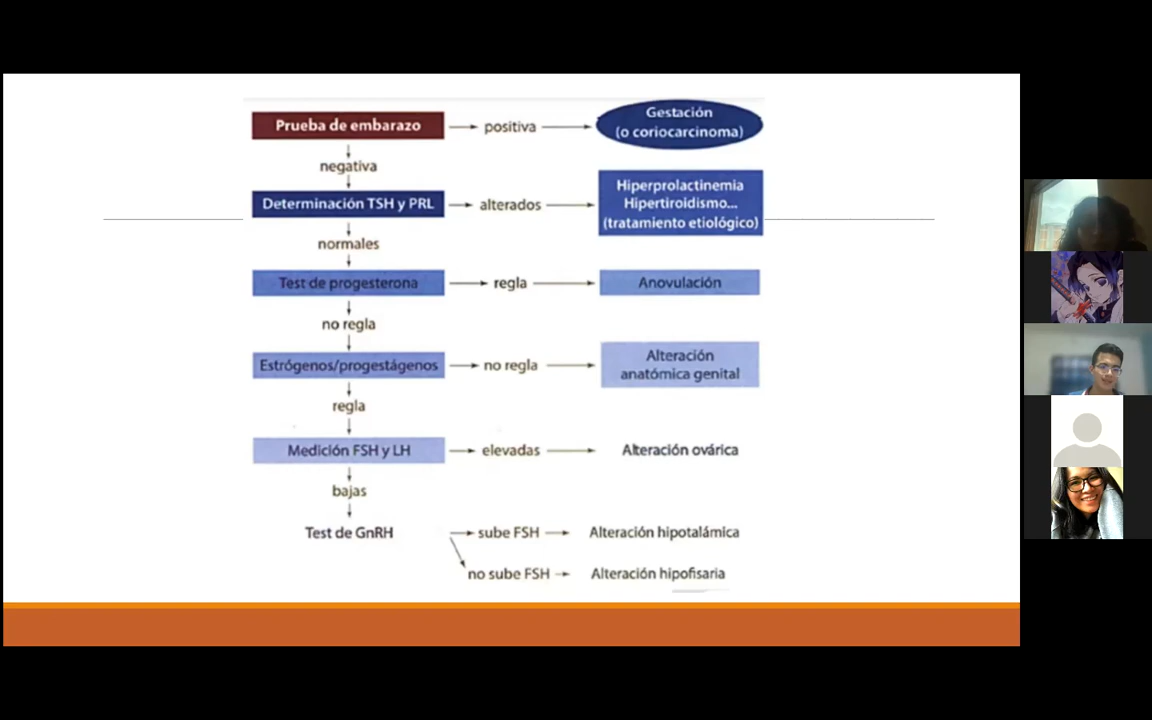 Prueba de embarazo
positiva
Gestación
(o coriocarcinoma)
negativa
Determinación TSH y PRL
alterados
Hiperprolactinemia
Hipertiroidismo...
(tratamiento etiológico)
normales
Test de progesterona
regla
Anovulación
no regla
Estrógenos/progestágenos
no regla
Alteración
anatómica genital
regla
Medición FSH y LH
elevadas
Alteración ovárica
bajas
Test de GnRH
sube FSH
Alteración hipotalámica
no sube FSH
Alteración hipofisaria